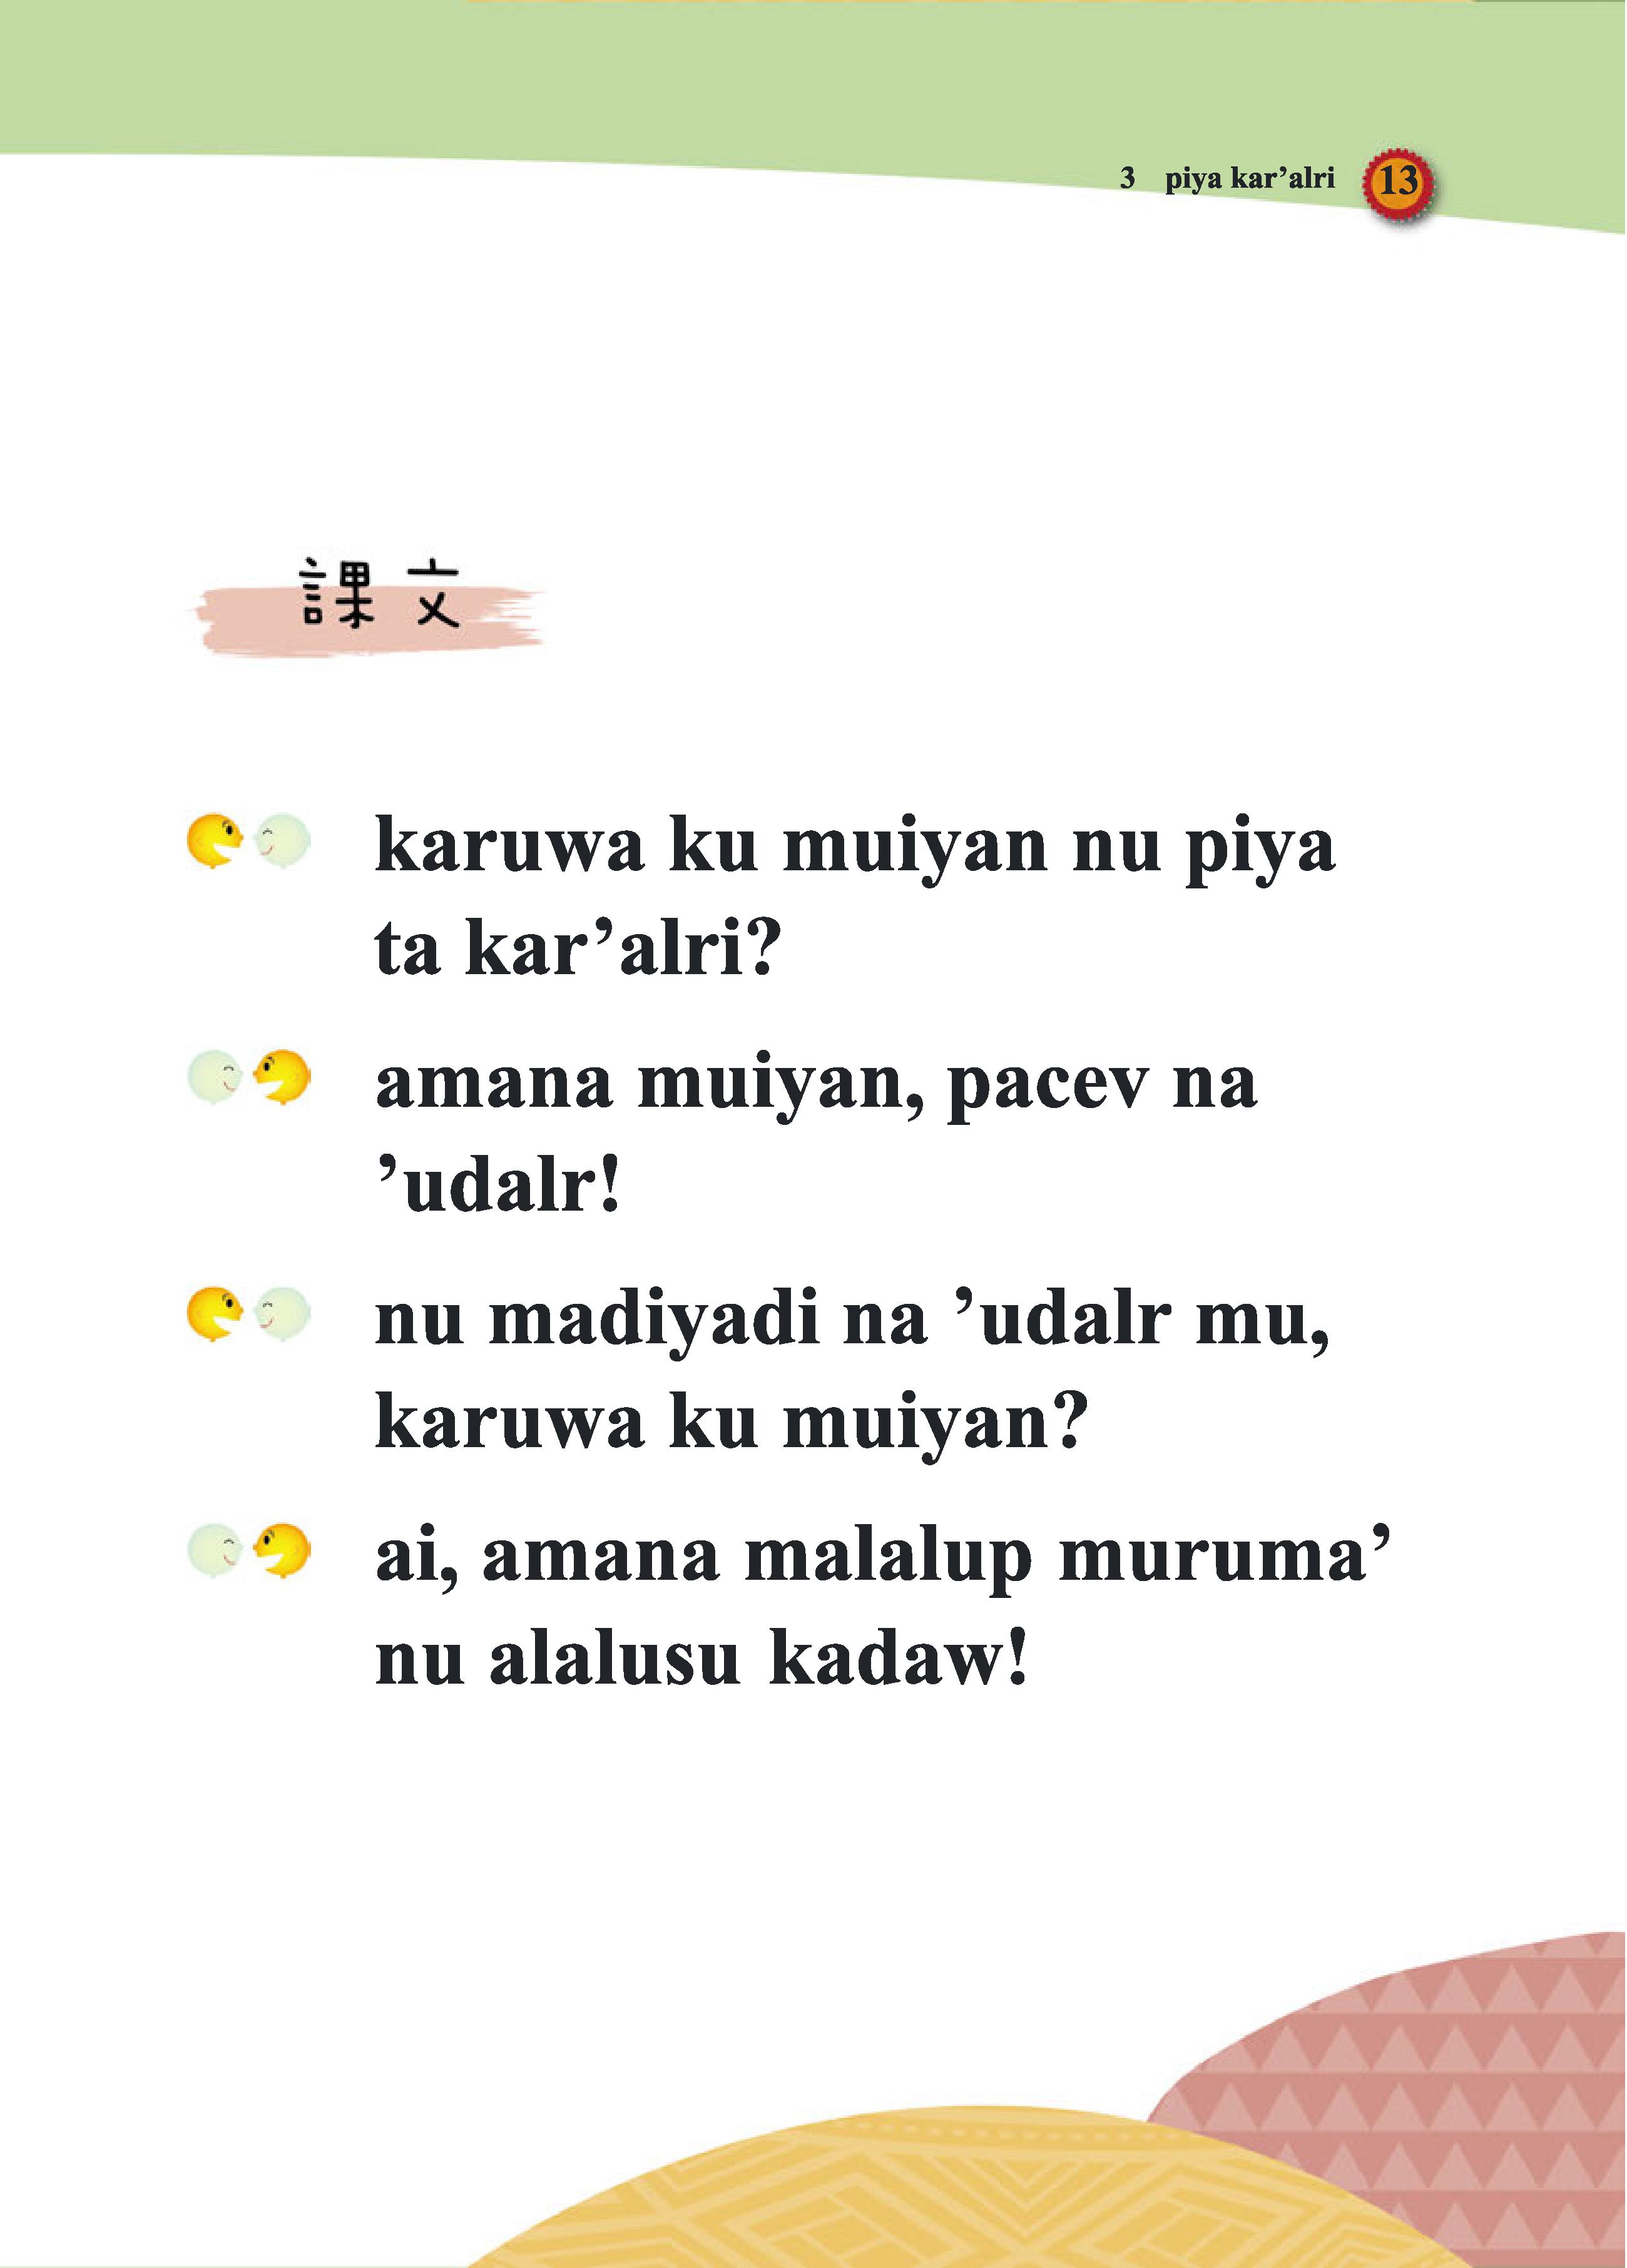 3 piya kar’alri 13
課文
karuwa ku muiyan nu piya
ta kar’alri?
amana muiyan, pacev na
’udalr!
nu madiyadi na ’udalr mu,
karuwa ku muiyan?
ai, amana malalup muruma’
nu alalusu kadaw!